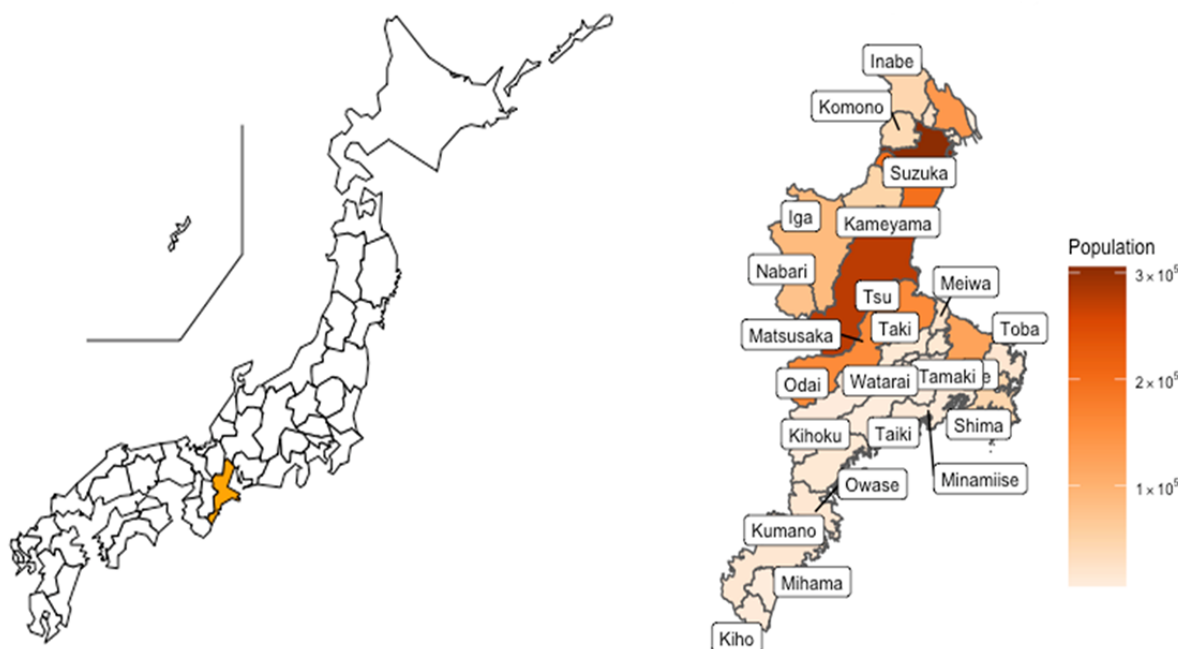 Inabe
Komono
Suzuka
Iga
Kameyama
Population
Nabari
3 × 10⁵
Meiwa
Tsu
Matsusaka
Taki
Toba
Odai
Watarai
Tamaki
e
2 × 10⁵
Kihoku
Taiki
Shima
Owase
Minamiise
1 × 10⁵
Kumano
Mihama
Kiho